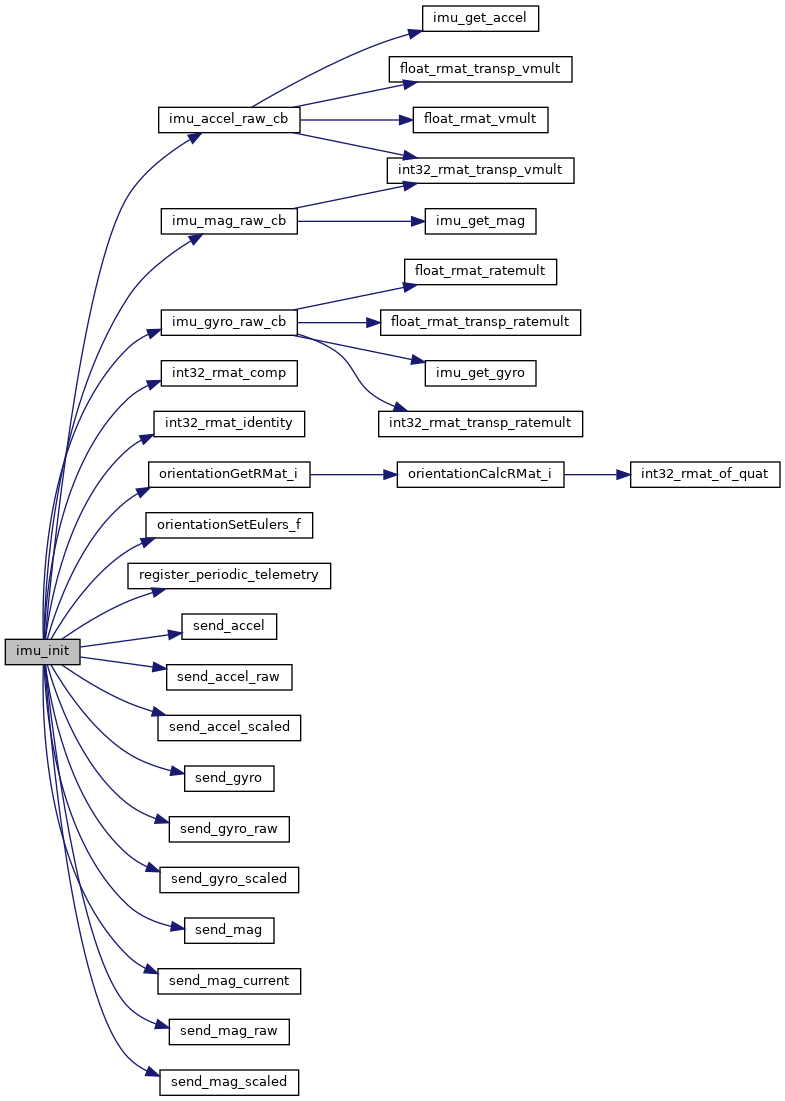 imu_get_accel
float_rmat_transp_vmult
imu_accel_raw_cb
float_rmat_vmult
int32_rmat_transp_vmult
imu_mag_raw_cb
imu_get_mag
float_rmat_ratemult
imu_gyro_raw_cb
float_rmat_transp_ratemult
int32_rmat_comp
imu_get_gyro
int32_rmat_identity
int32_rmat_transp_ratemult
orientationGetRMat_i
orientationCalcRMat_i
int32_rmat_of_quat
orientationSetEulers_f
register_periodic_telemetry
send_accel
imu_init
send_accel_raw
send_accel_scaled
send_gyro
send_gyro_raw
send_gyro_scaled
send_mag
send_mag_current
send_mag_raw
send_mag_scaled